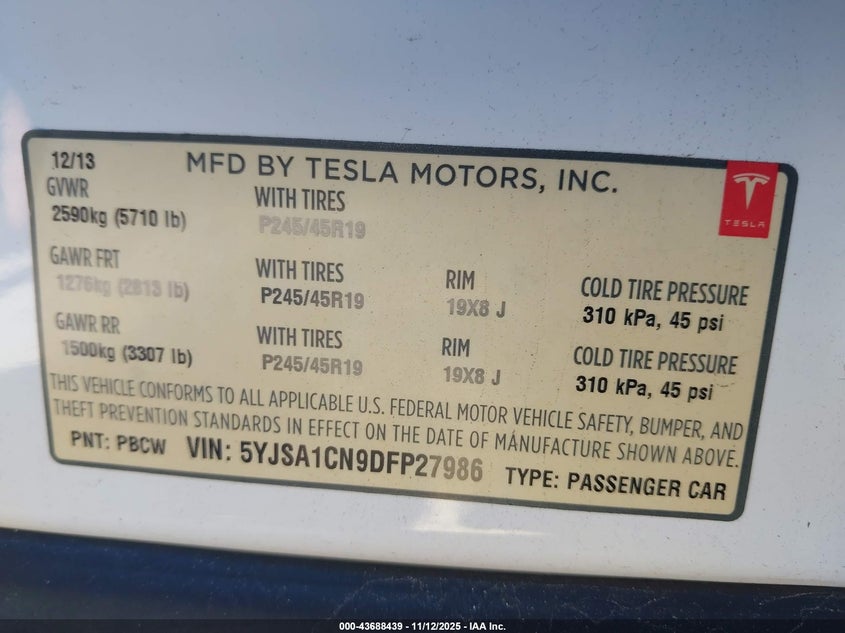 12/13 MFD BY TESLA MOTORS, INC.
TESLA
GVWR
2590kg (5710 lb)
WITH TIRES
P245/45R19
GAWR FRT
1276kg (2813 lb)
WITH TIRES
P245/45R19
RIM
19X8 J
COLD TIRE PRESSURE
310 kPa, 45 psi
GAWR RR
1500kg (3307 lb)
WITH TIRES
P245/45R19
RIM
19X8 J
COLD TIRE PRESSURE
310 kPa, 45 psi
THIS VEHICLE CONFORMS TO ALL APPLICABLE U.S. FEDERAL MOTOR VEHICLE SAFETY, BUMPER, AND
THEFT PREVENTION STANDARDS IN EFFECT ON THE DATE OF MANUFACTURE SHOWN ABOVE.
PNT: PBCW VIN: 5YJSA1CN9DFP27986 TYPE: PASSENGER CAR
000-43688439 - 11/12/2025 - IAA Inc.